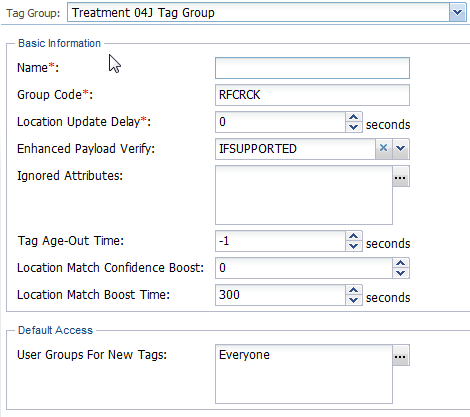 Tag Group: Treatment 04J Tag Group
Basic Information
Name*:
Group Code*: RFCRCK
Location Update Delay*: 0 seconds
Enhanced Payload Verify: IFSUPPORTED
Ignored Attributes: ...
Tag Age-Out Time: -1 seconds
Location Match Confidence Boost: 0
Location Match Boost Time: 300 seconds
Default Access
User Groups For New Tags: Everyone ...